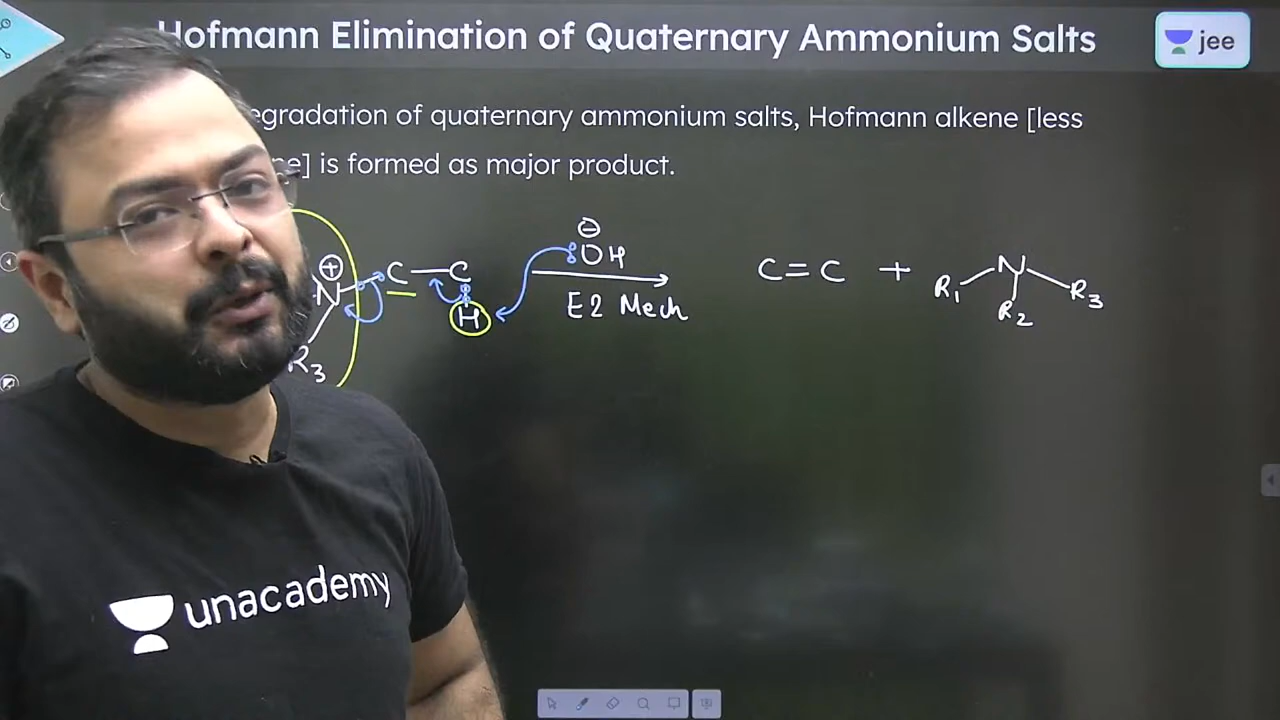 Hofmann Elimination of Quaternary Ammonium Salts
jee
egradation of quaternary ammonium salts, Hofmann alkene [less
ne] is formed as major product.
⊕
N C—C
H
R3
⊖
OH
E2 Mech
C=C + R1 N R3
R2
unacademy